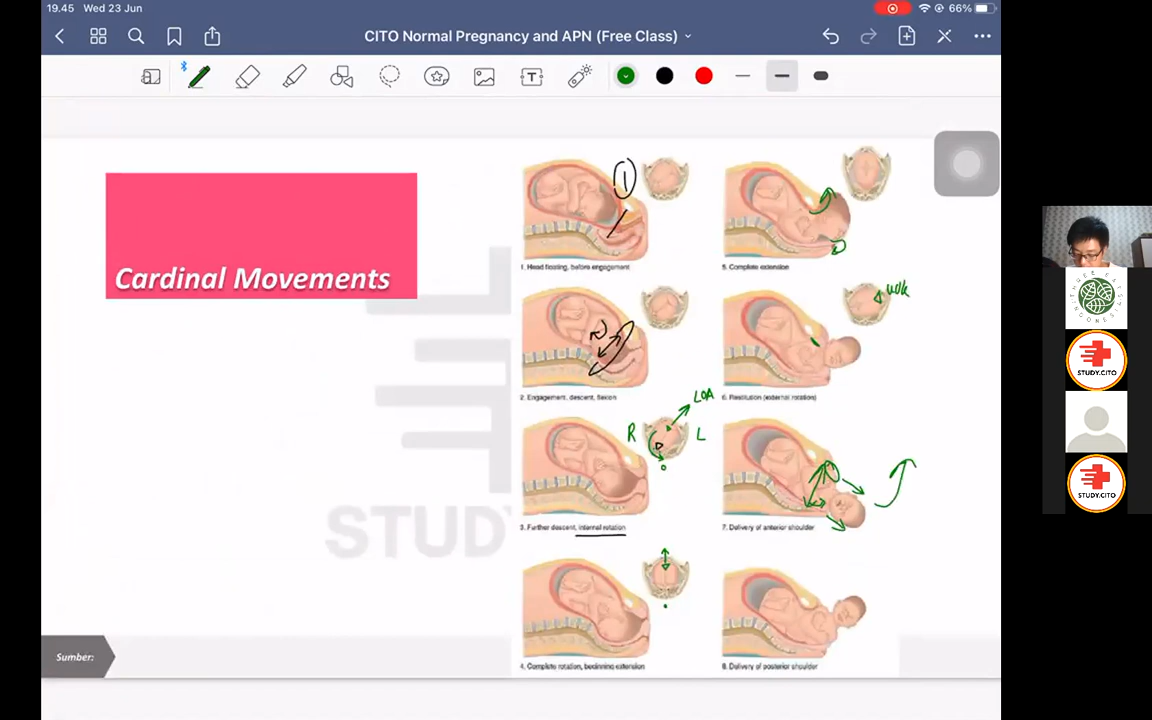 19.45 Wed 23 Jun
66%
CITO Normal Pregnancy and APN (Free Class)
T
Cardinal Movements
1
1. Head floating, before engagement
5. Complete extension
2. Engagement, descent, flexion
6. Restitution (external rotation)
LOA
R
L
3. Further descent, internal rotation
7. Delivery of anterior shoulder
4. Complete rotation, beginning extension
8. Delivery of posterior shoulder
STUD
Sumber:
STUDY.CITO
STUDY.CITO